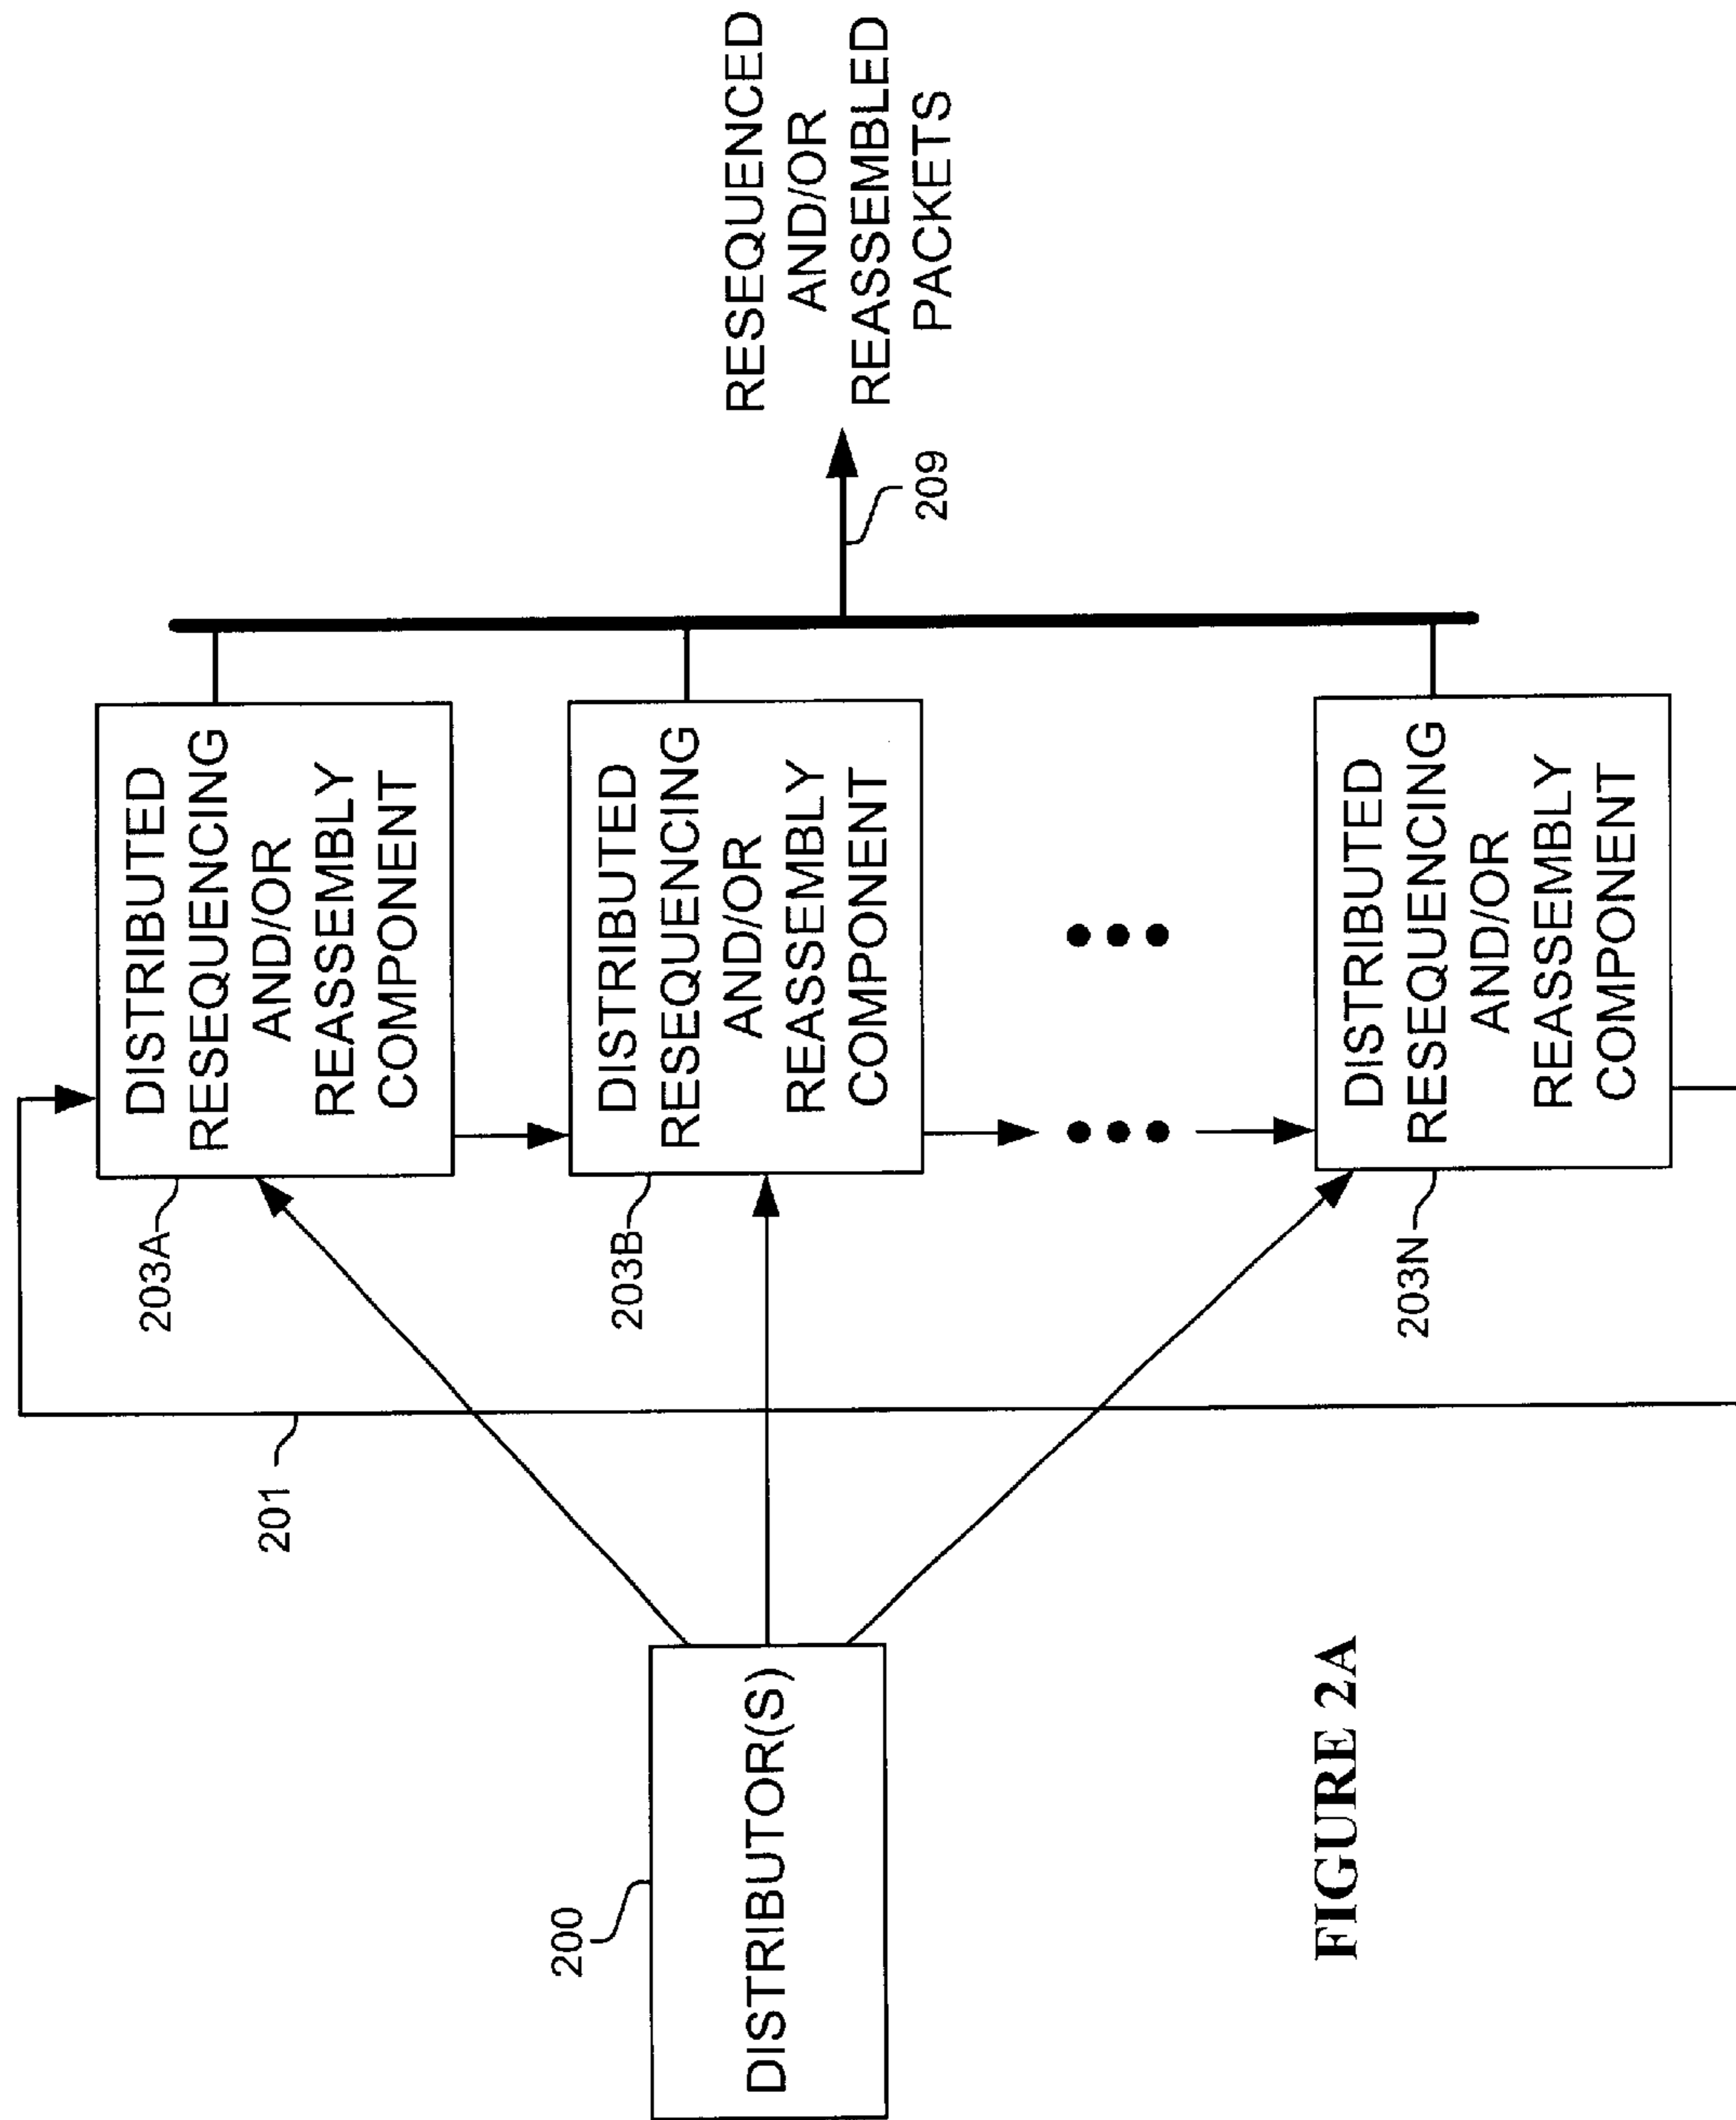 200
DISTRIBUTOR(S)
201
203A
DISTRIBUTED
RESEQUENCING
AND/OR
REASSEMBLY
COMPONENT
203B
DISTRIBUTED
RESEQUENCING
AND/OR
REASSEMBLY
COMPONENT
203N
DISTRIBUTED
RESEQUENCING
AND/OR
REASSEMBLY
COMPONENT
209
RESEQUENCED
AND/OR
REASSEMBLED
PACKETS
FIGURE 2A